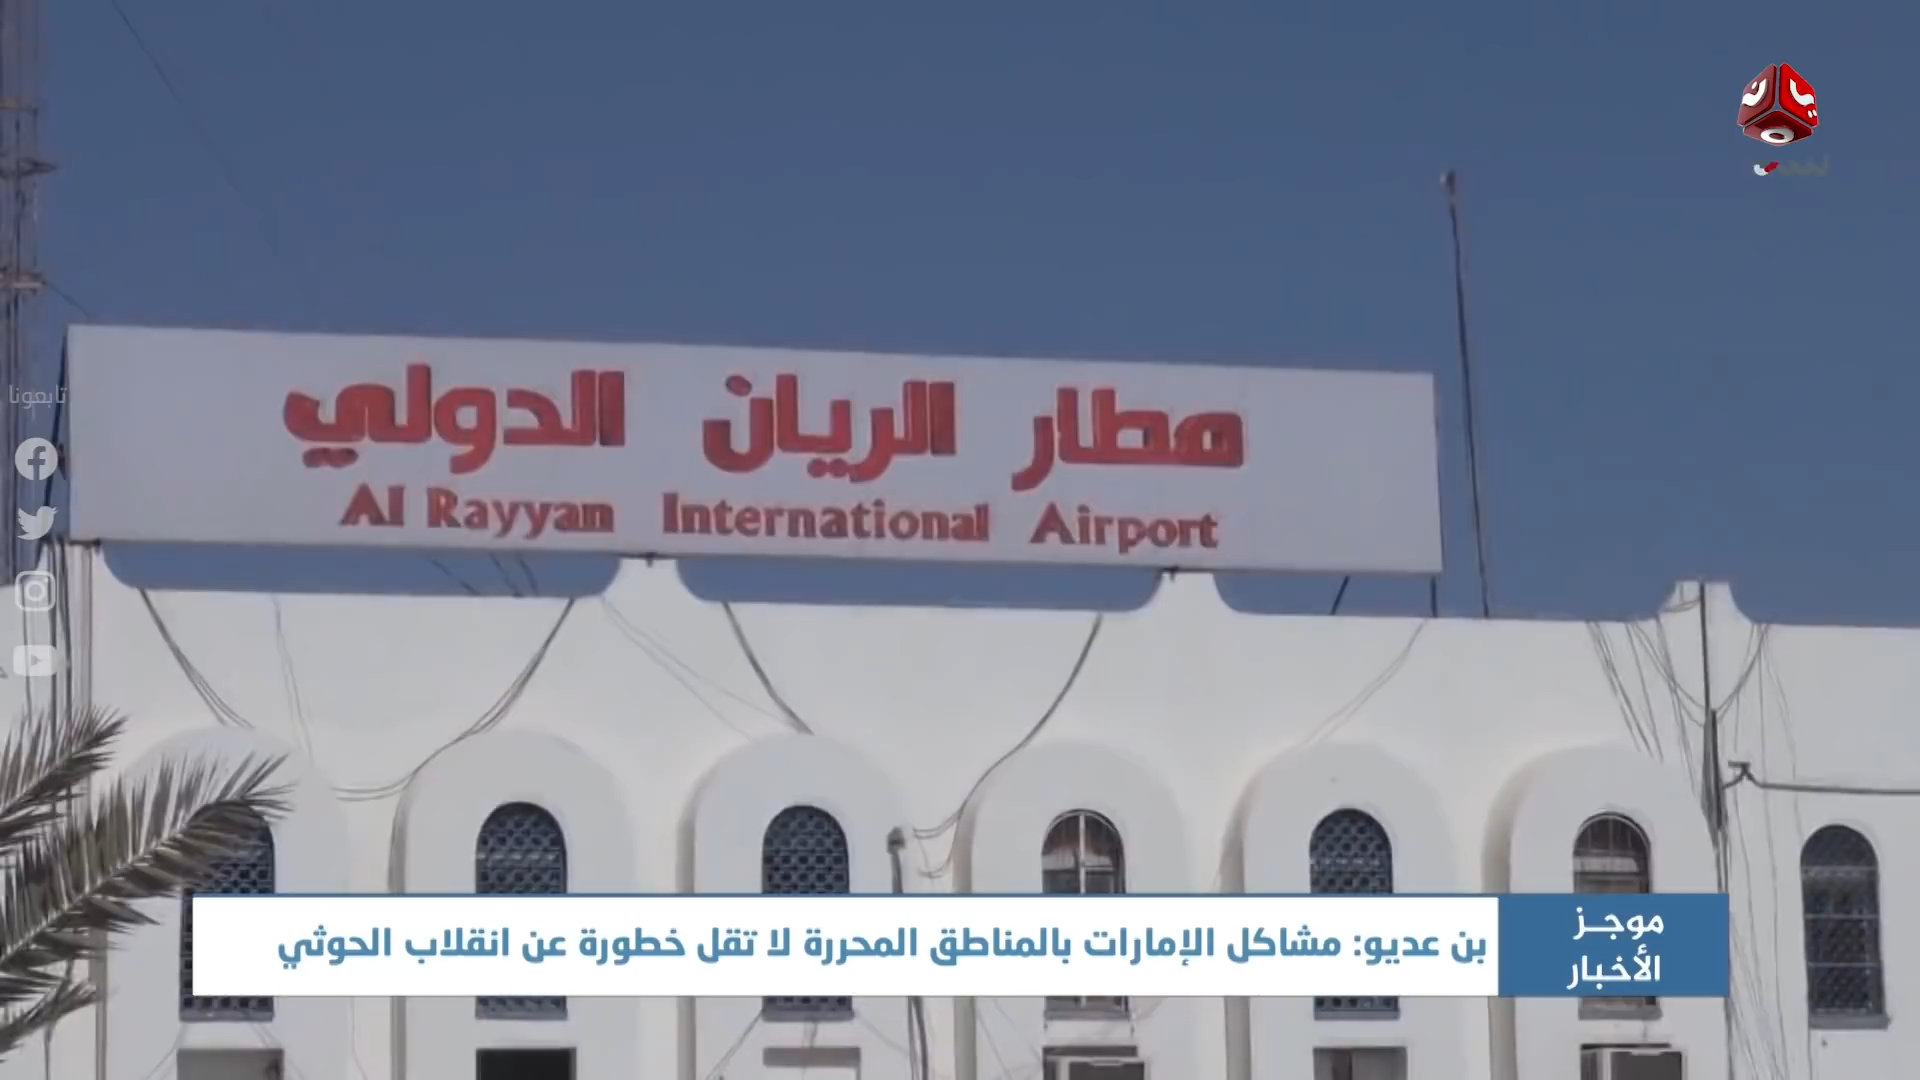 مطار الريان الدولي
Al Rayyan International Airport
تابعونا
موجز
الأخبار
بن عديو: مشاكل الإمارات بالمناطق المحررة لا تقل خطورة عن انقلاب الحوثي